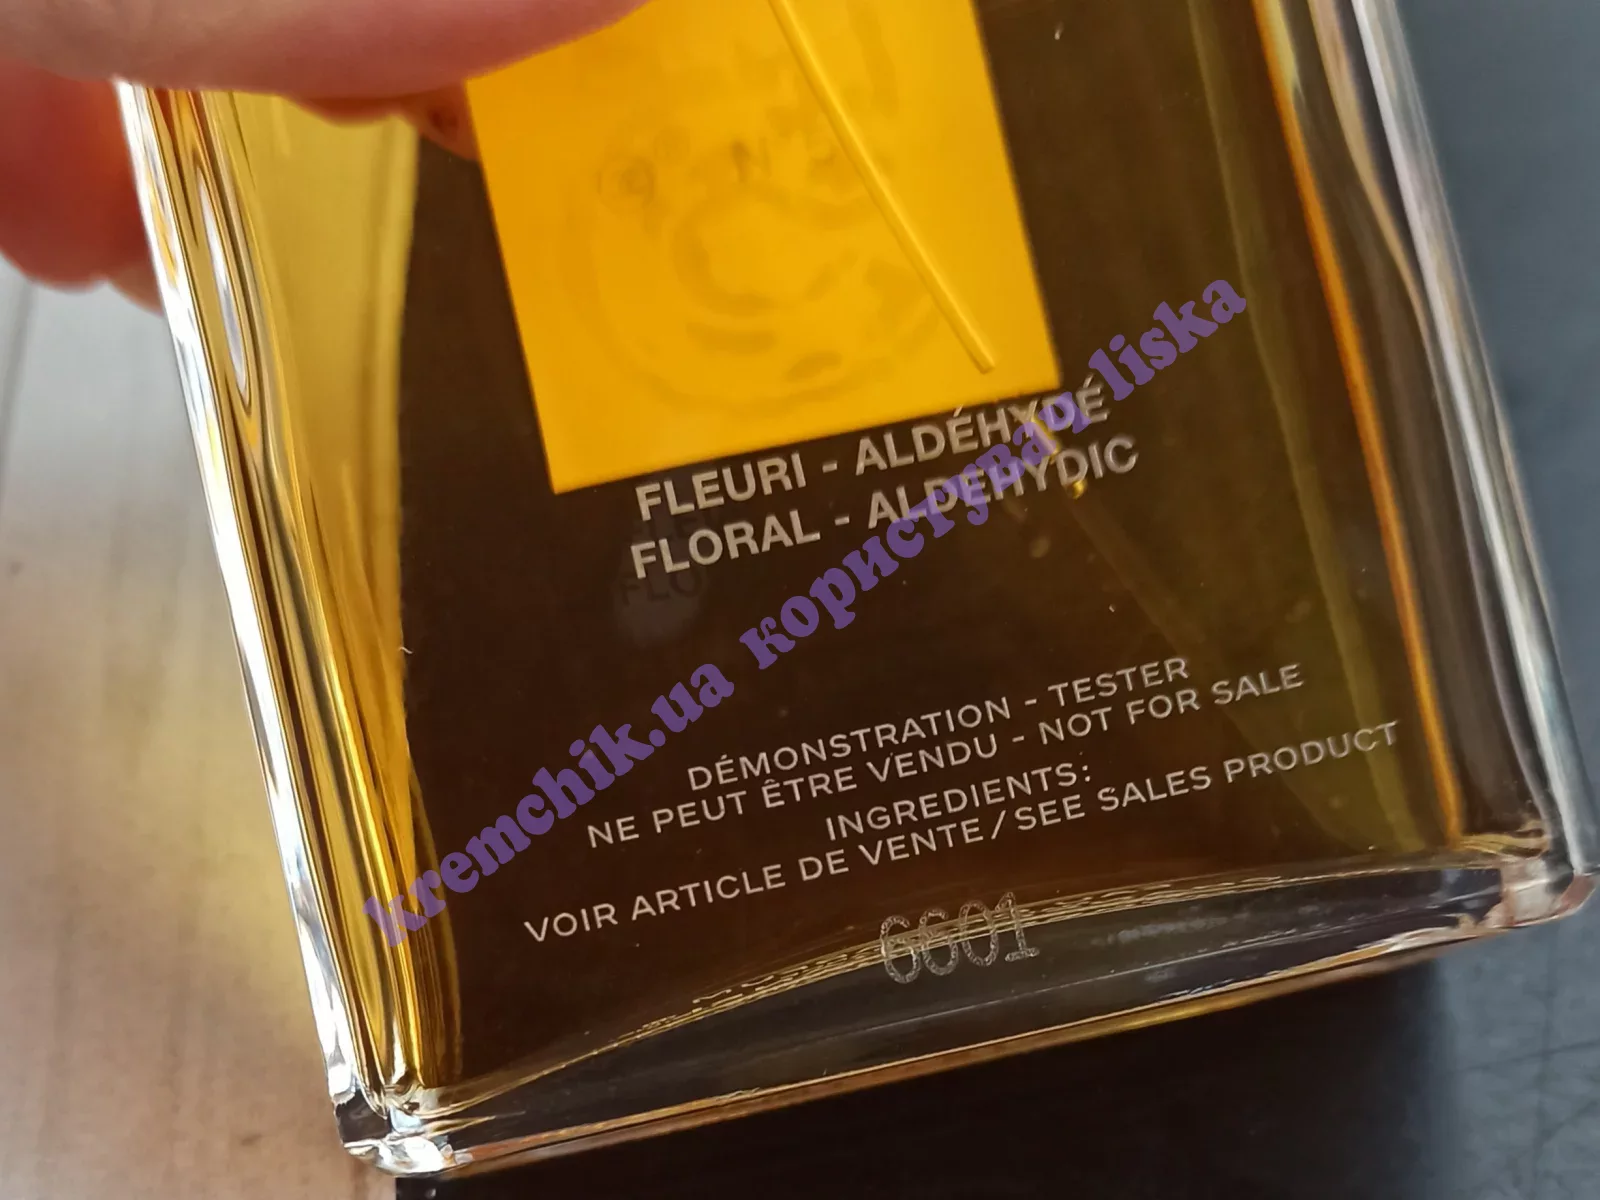 FLEURI - ALDÉHYDÉ
FLORAL - ALDEHYDIC
DÉMONSTRATION - TESTER
NE PEUT ÊTRE VENDU - NOT FOR SALE
INGREDIENTS:
VOIR ARTICLE DE VENTE / SEE SALES PRODUCT
6601
kremchik.ua користувач liska